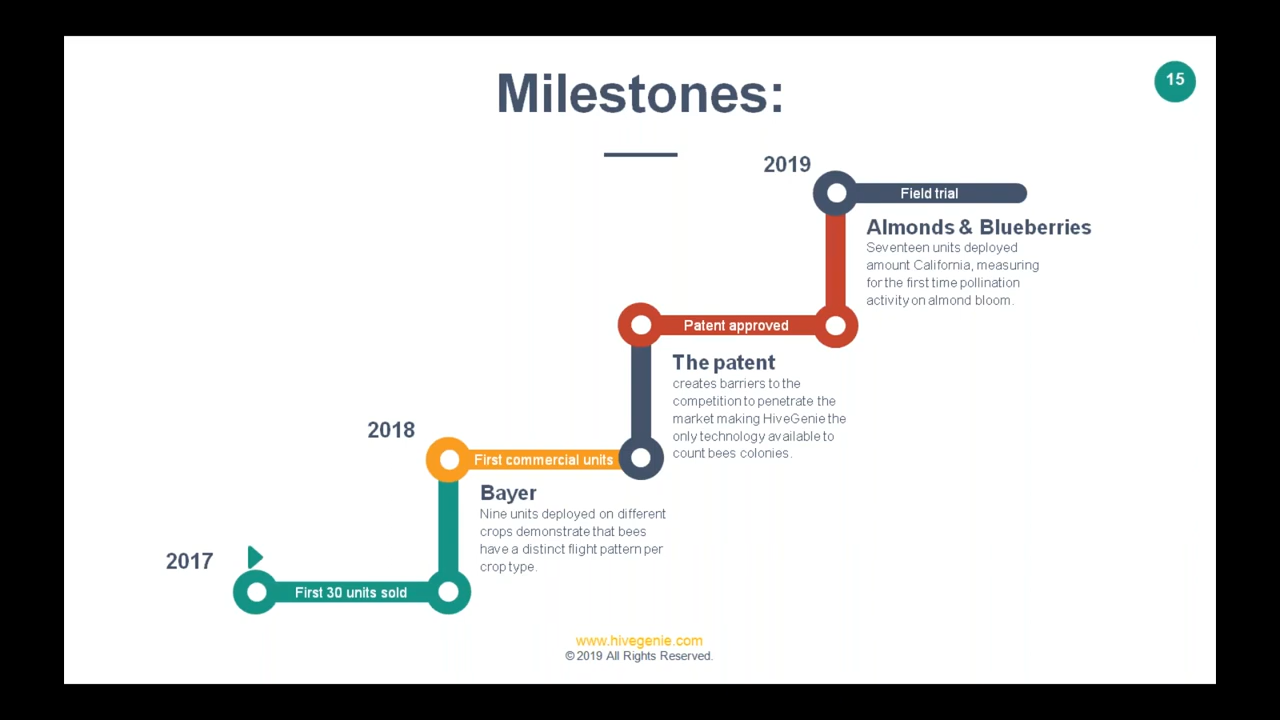 Milestones:
15
2019
Field trial
Almonds & Blueberries
Seventeen units deployed
amount California, measuring
for the first time pollination
activity on almond bloom.
Patent approved
The patent
creates barriers to the
competition to penetrate the
market making HiveGenie the
only technology available to
count bees colonies.
2018
First commercial units
Bayer
Nine units deployed on different
crops demonstrate that bees
have a distinct flight pattern per
crop type.
2017
First 30 units sold
www.hivegenie.com
© 2019 All Rights Reserved.